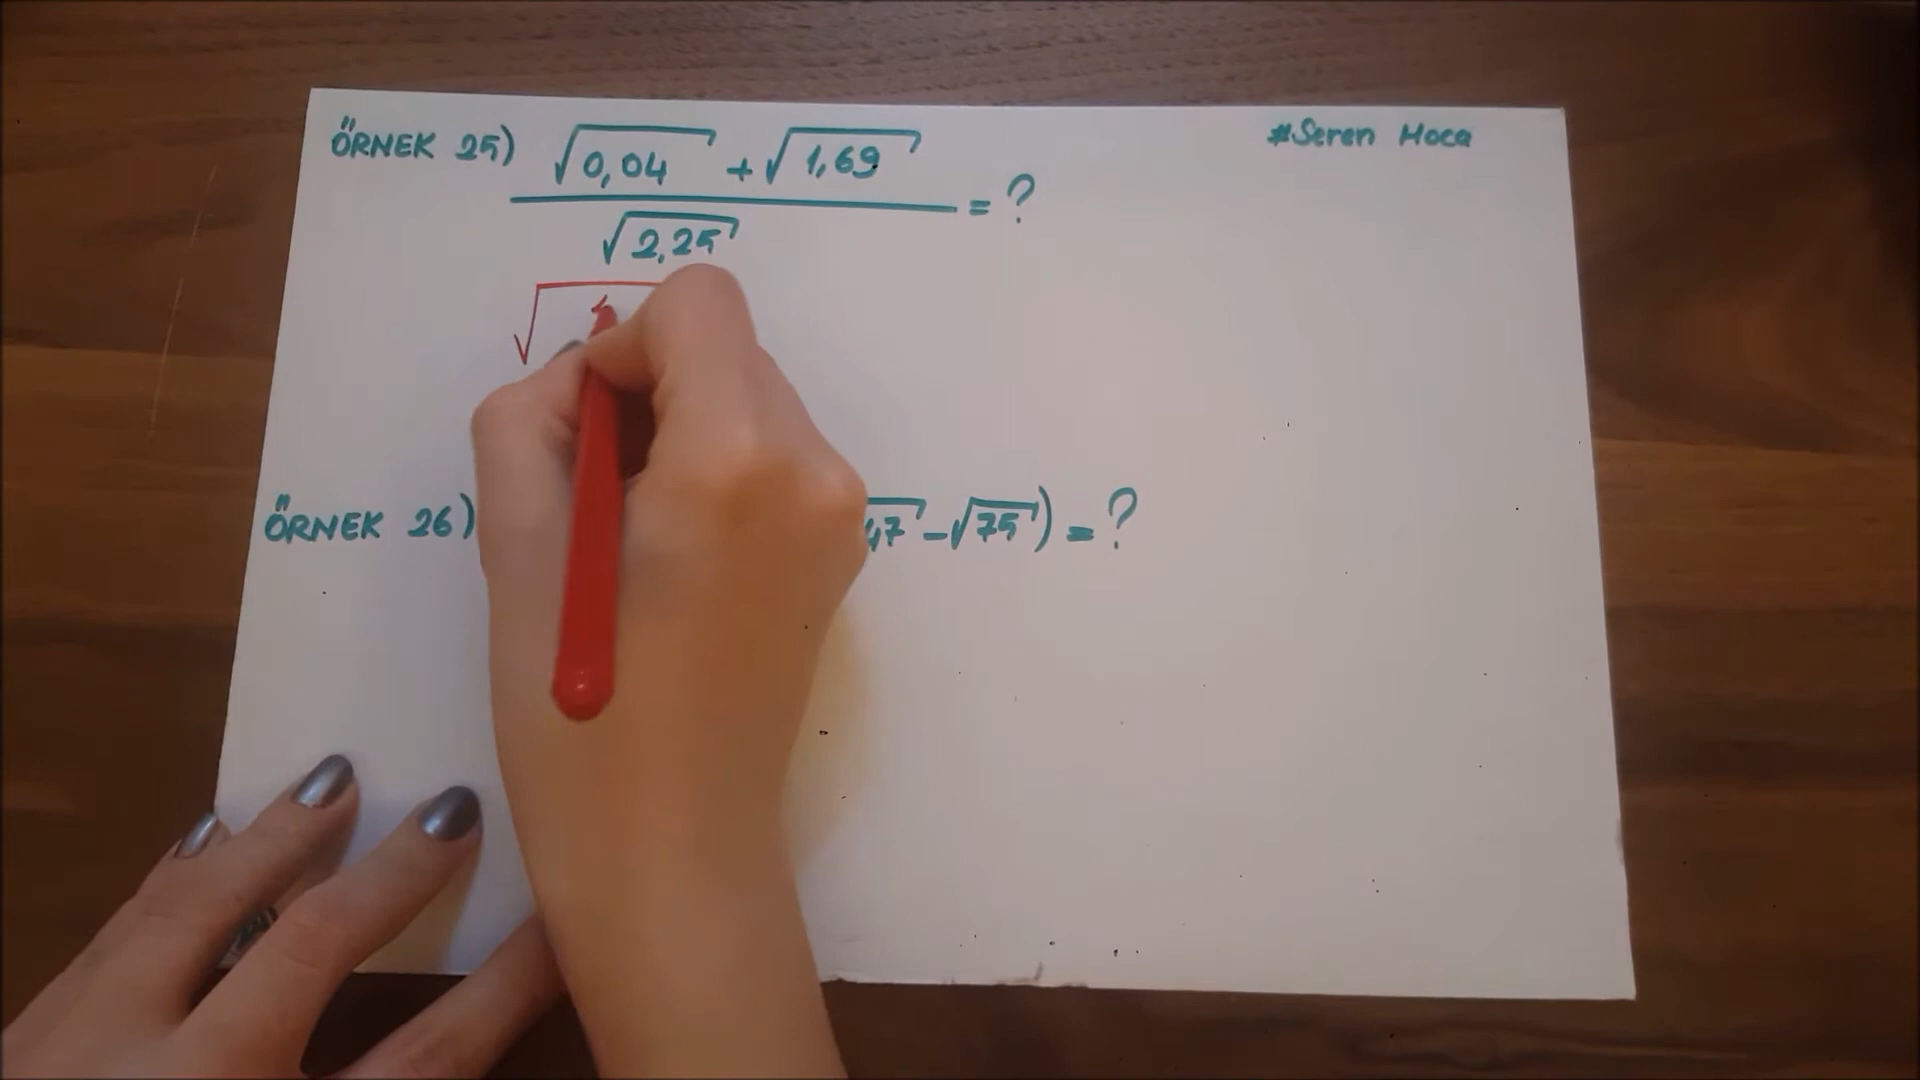 ÖRNEK 25) √0,04 + √1,69 = ?
√2,25
#Seren Hoca
ÖRNEK 26) 47 - √75) = ?